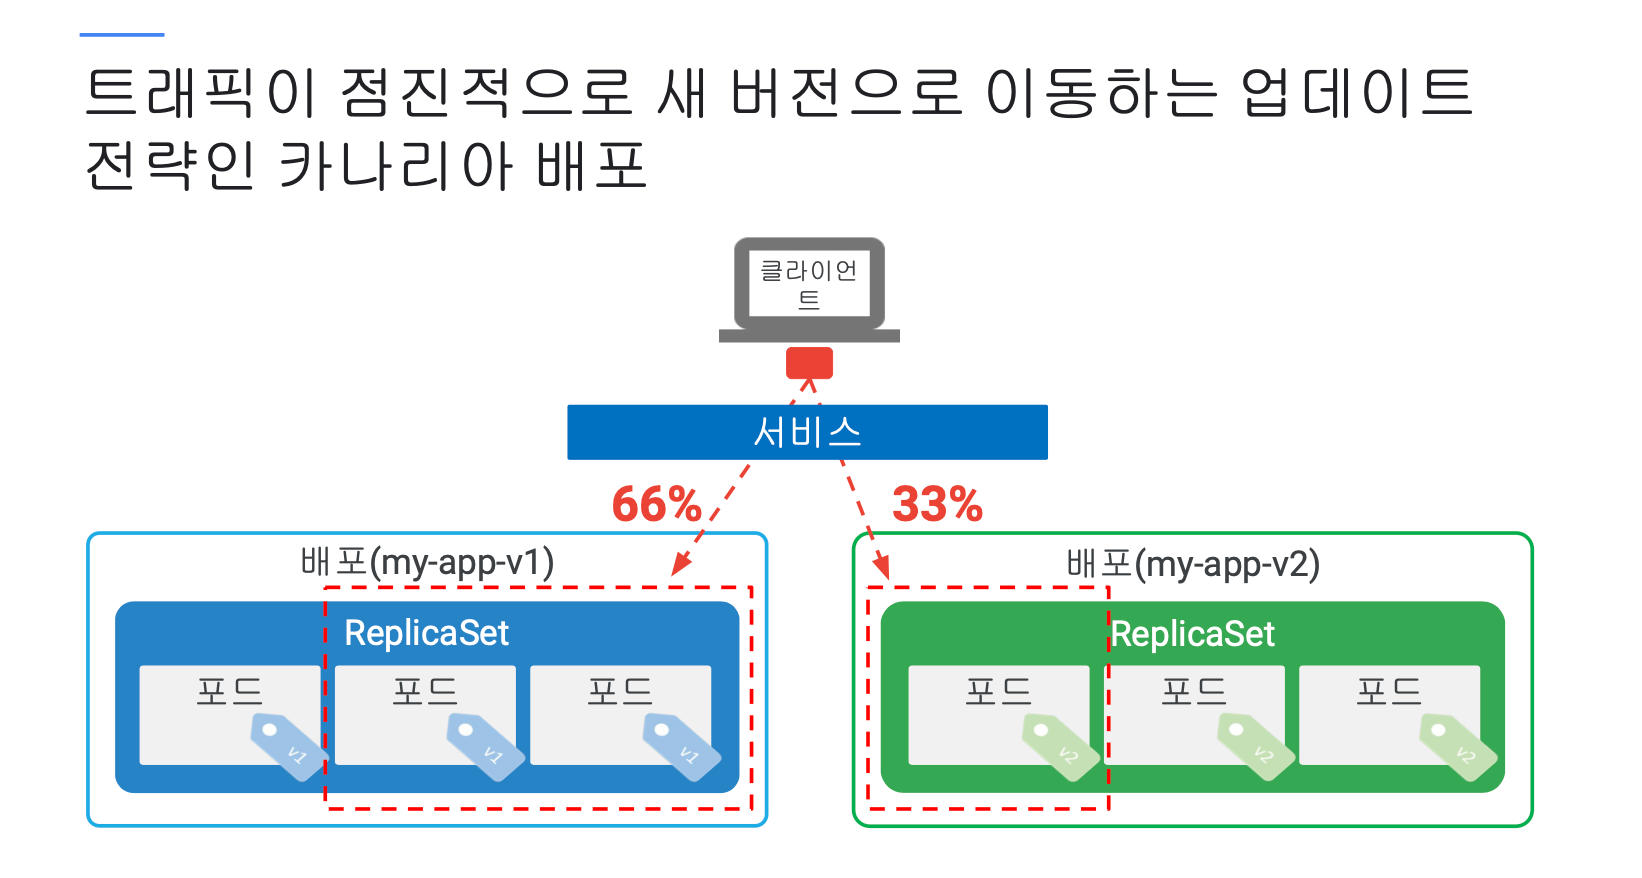 트래픽이 점진적으로 새 버전으로 이동하는 업데이트
전략인 카나리아 배포
클라이언
트
서비스
66%
33%
배포(my-app-v1)
배포(my-app-v2)
ReplicaSet
ReplicaSet
포드
포드
포드
포드
포드
포드
v1
v1
v1
v2
v2
v2